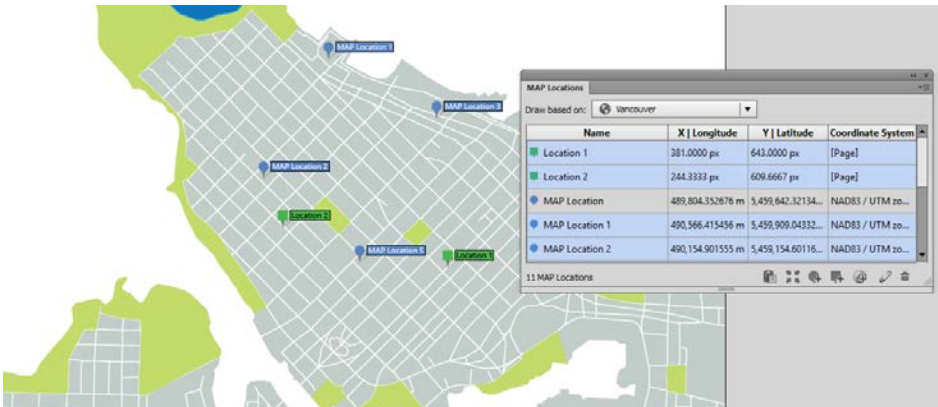 MAP Location 1
MAP Location 3
MAP Location 2
Location 2
MAP Location 5
Location 1
MAP Locations
Draw based on: Vancouver
Name X | Longitude Y | Latitude Coordinate System
Location 1 381.0000 px 643.0000 px [Page]
Location 2 244.3333 px 609.6667 px [Page]
MAP Location 489,804.352676 m 5,459,642.32134... NAD83 / UTM zo...
MAP Location 1 490,566.415456 m 5,459,909.04332... NAD83 / UTM zo...
MAP Location 2 490,154.901555 m 5,459,154.60116... NAD83 / UTM zo...
11 MAP Locations